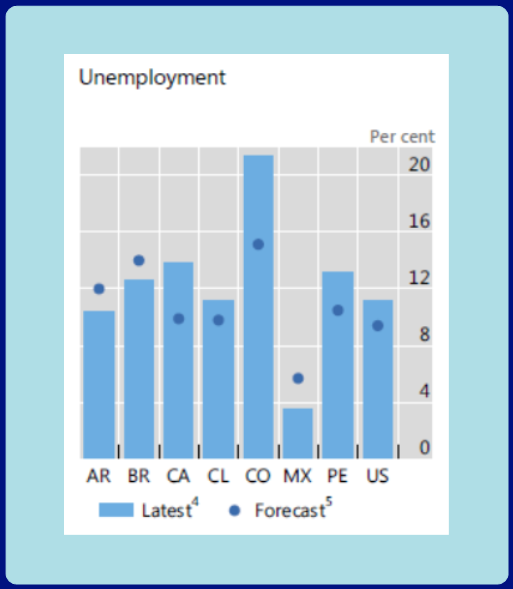 Unemployment
Per cent
20
16
12
8
4
0
AR BR CA CL CO MX PE US
Latest4 Forecast5